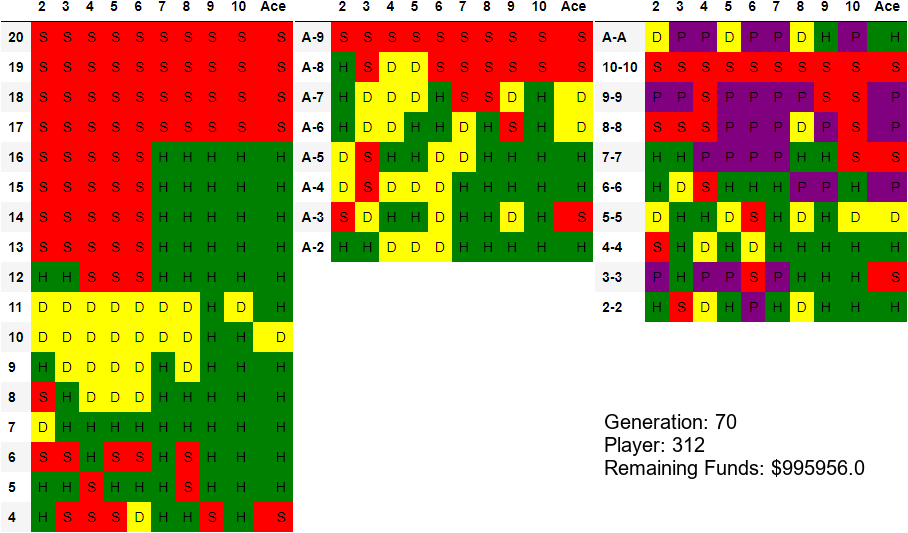 2 3 4 5 6 7 8 9 10 Ace
20 S S S S S S S S S S
19 S S S S S S S S S S
18 S S S S S S S S S S
17 S S S S S S S S S S
16 S S S S S H H H H H
15 S S S S S H H H H H
14 S S S S S H H H H H
13 S S S S S H H H H H
12 H H S S S H H H H H
11 D D D D D D D H D H
10 D D D D D D D H H D
9 H D D D D H D H H H
8 S H D D D H H H H H
7 D H H H H H H H H H
6 S S H S S H S H H H
5 H H S H H H S H H H
4 H S S S D H H S H S
2 3 4 5 6 7 8 9 10 Ace
A-9 S S S S S S S S S S
A-8 H S D D S S S S S S
A-7 H D D D H S S D H D
A-6 H D D H H D H S H D
A-5 D S H H D D H H H H
A-4 D S D D D H H H H H
A-3 S D H H D H H D H S
A-2 H H D D D H H H H H
2 3 4 5 6 7 8 9 10 Ace
A-A D P P D P P D H P H
10-10 S S S S S S S S S S
9-9 P P S P P P P S S P
8-8 S S S P P P D P S P
7-7 H H P P P P H H S S
6-6 H D S H H H P P H P
5-5 D H H D S H D H D D
4-4 S H D H D H H H H H
3-3 P H P P S P H H H S
2-2 H S D H P H D H H H
Generation: 70
Player: 312
Remaining Funds: $995956.0